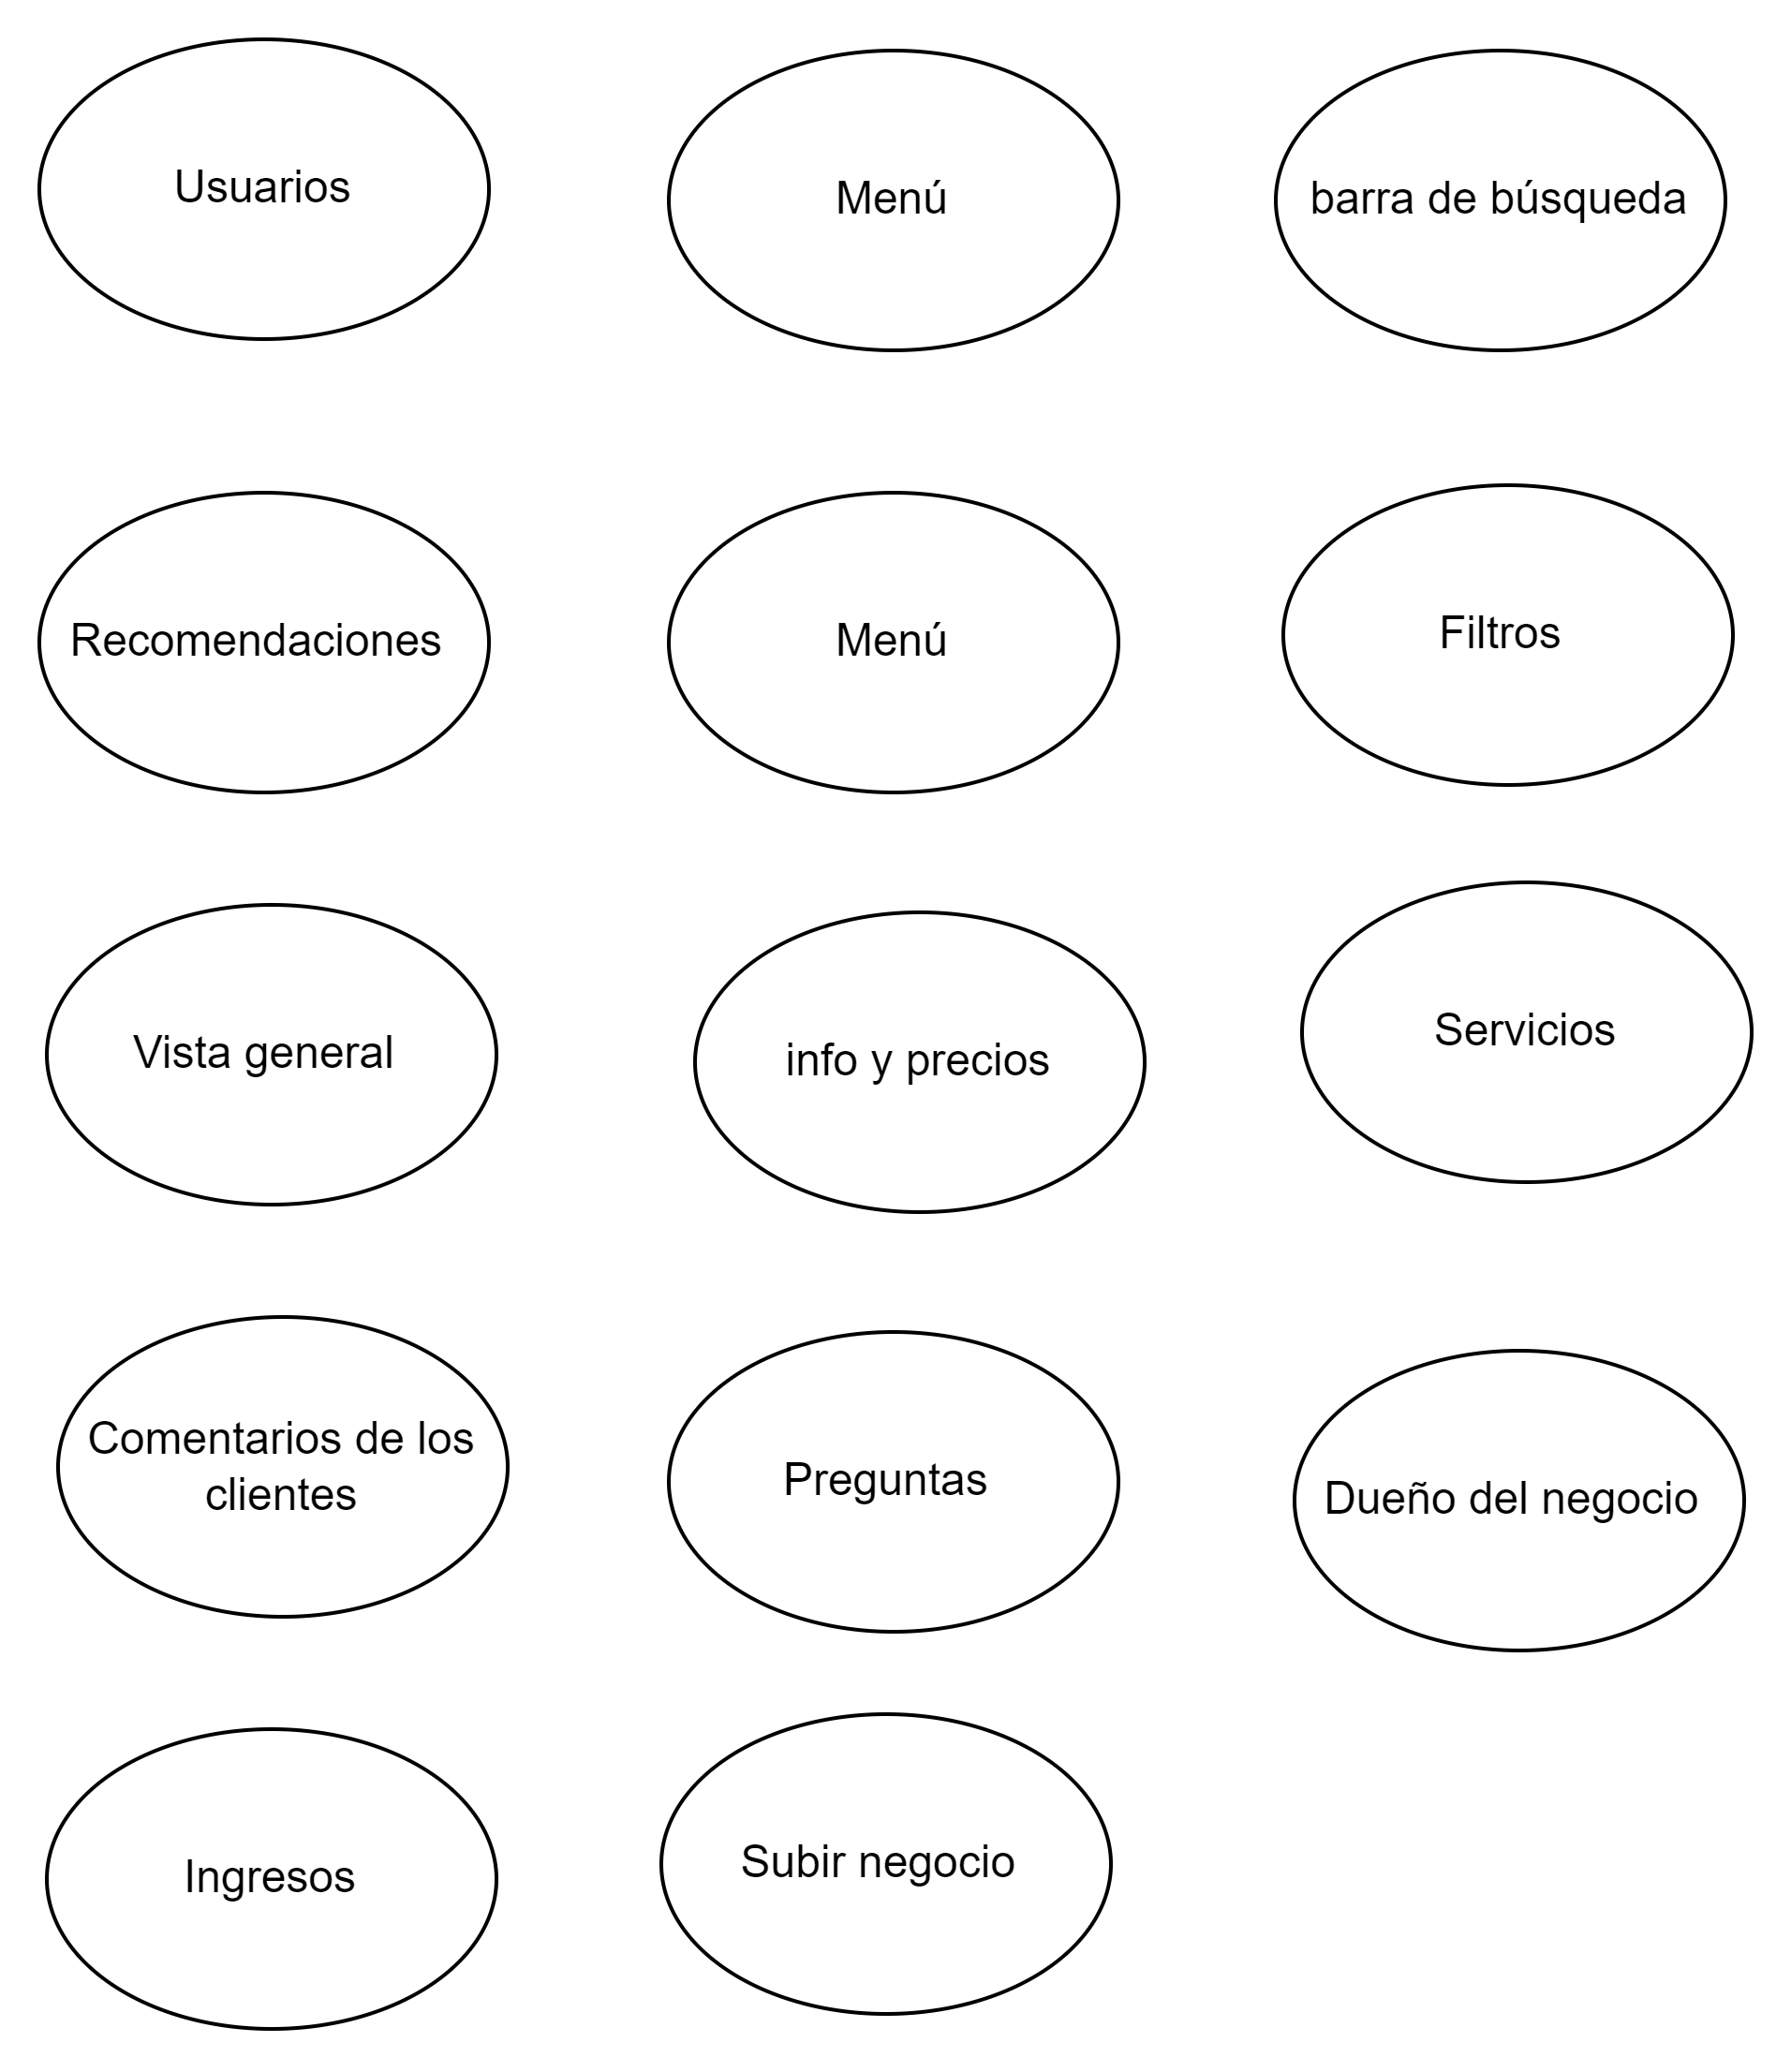 Usuarios
Menú
barra de búsqueda
Recomendaciones
Menú
Filtros
Vista general
info y precios
Servicios
Comentarios de los
clientes
Preguntas
Dueño del negocio
Ingresos
Subir negocio